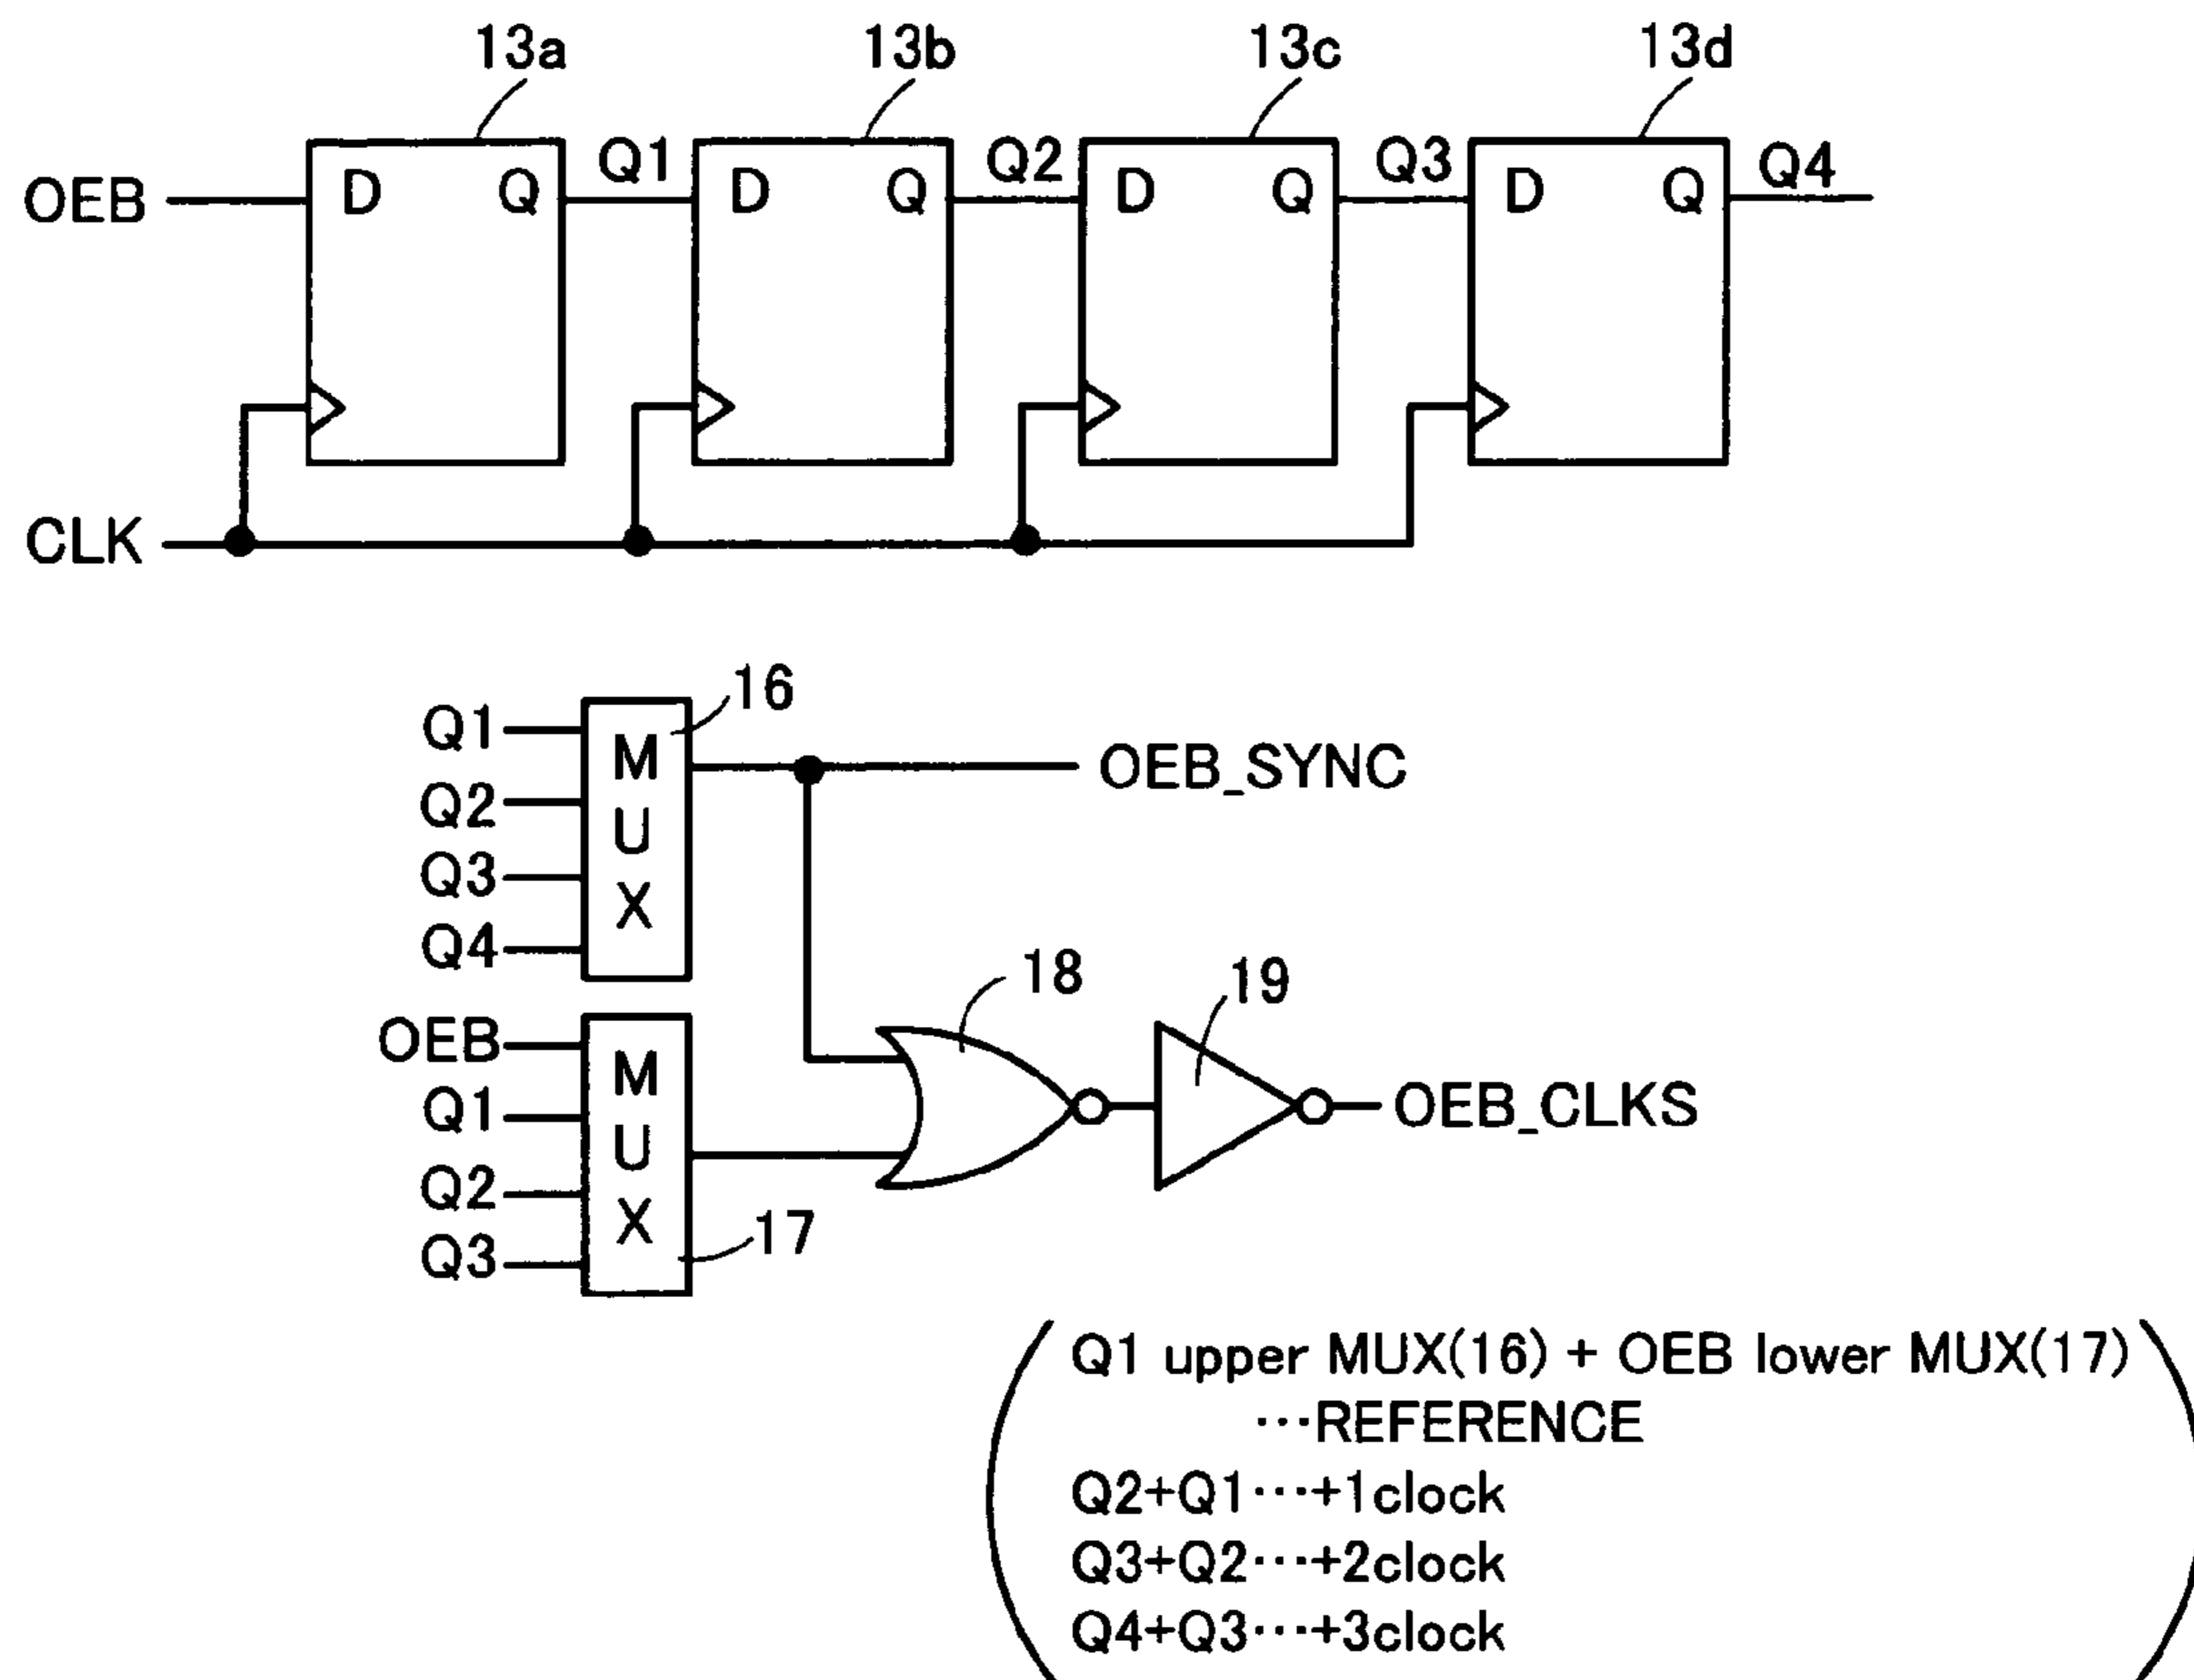 13a 13b 13c 13d
OEB D Q Q1 D Q Q2 D Q Q3 D Q Q4
CLK
16
Q1
Q2
Q3
Q4
MUX
OEB_SYNC
OEB
Q1
Q2
Q3
MUX
17
18
19
OEB_CLKS
Q1 upper MUX(16) + OEB lower MUX(17)
···REFERENCE
Q2+Q1···+1clock
Q3+Q2···+2clock
Q4+Q3···+3clock